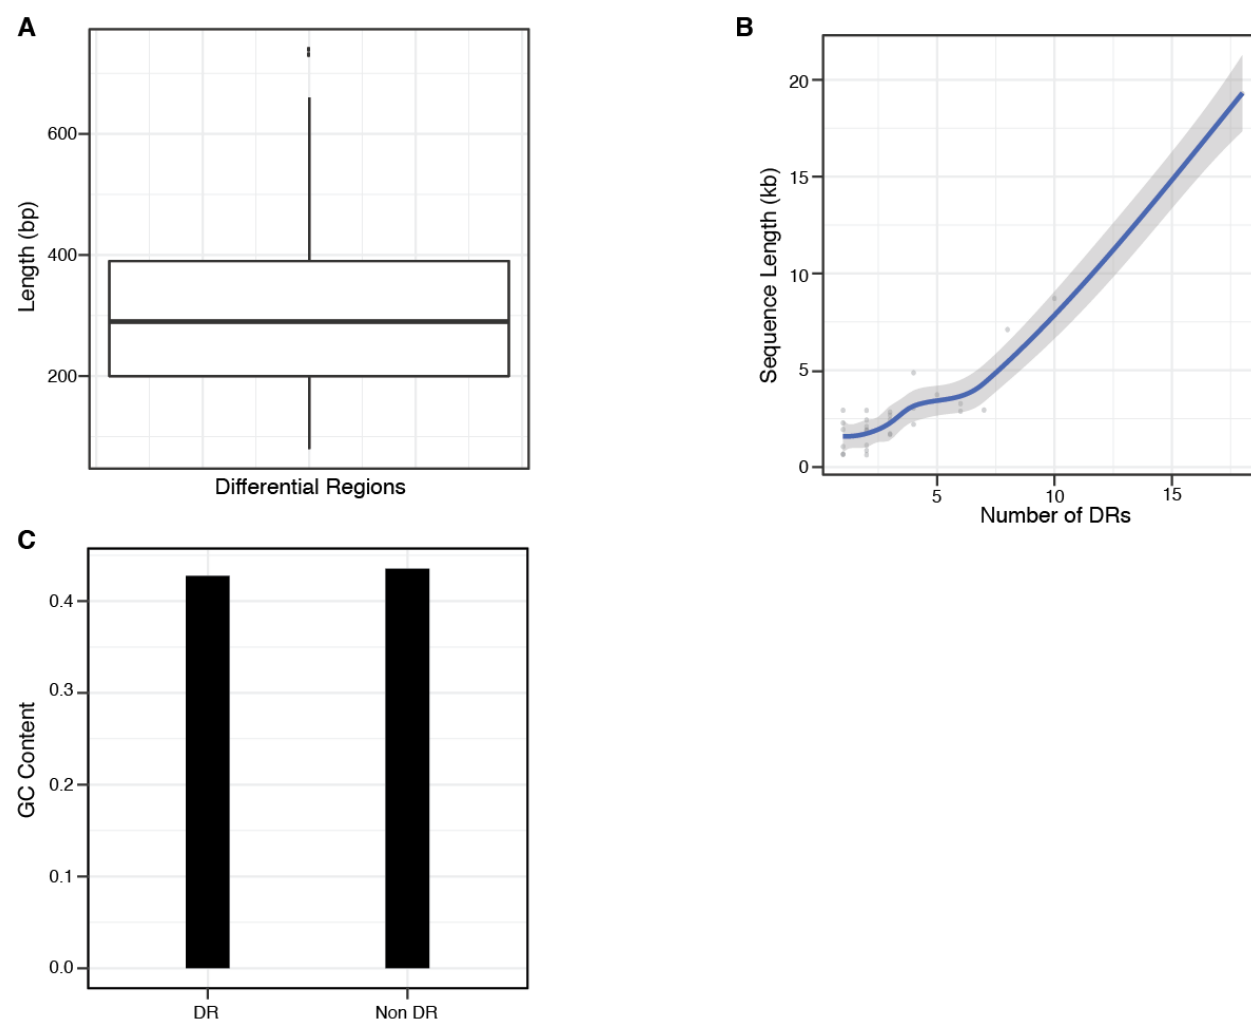 A
600
400
200
Length (bp)
Differential Regions
B
20
15
10
5
0
Sequence Length (kb)
5
10
15
Number of DRs
C
0.4
0.3
0.2
0.1
0.0
GC Content
DR
Non DR